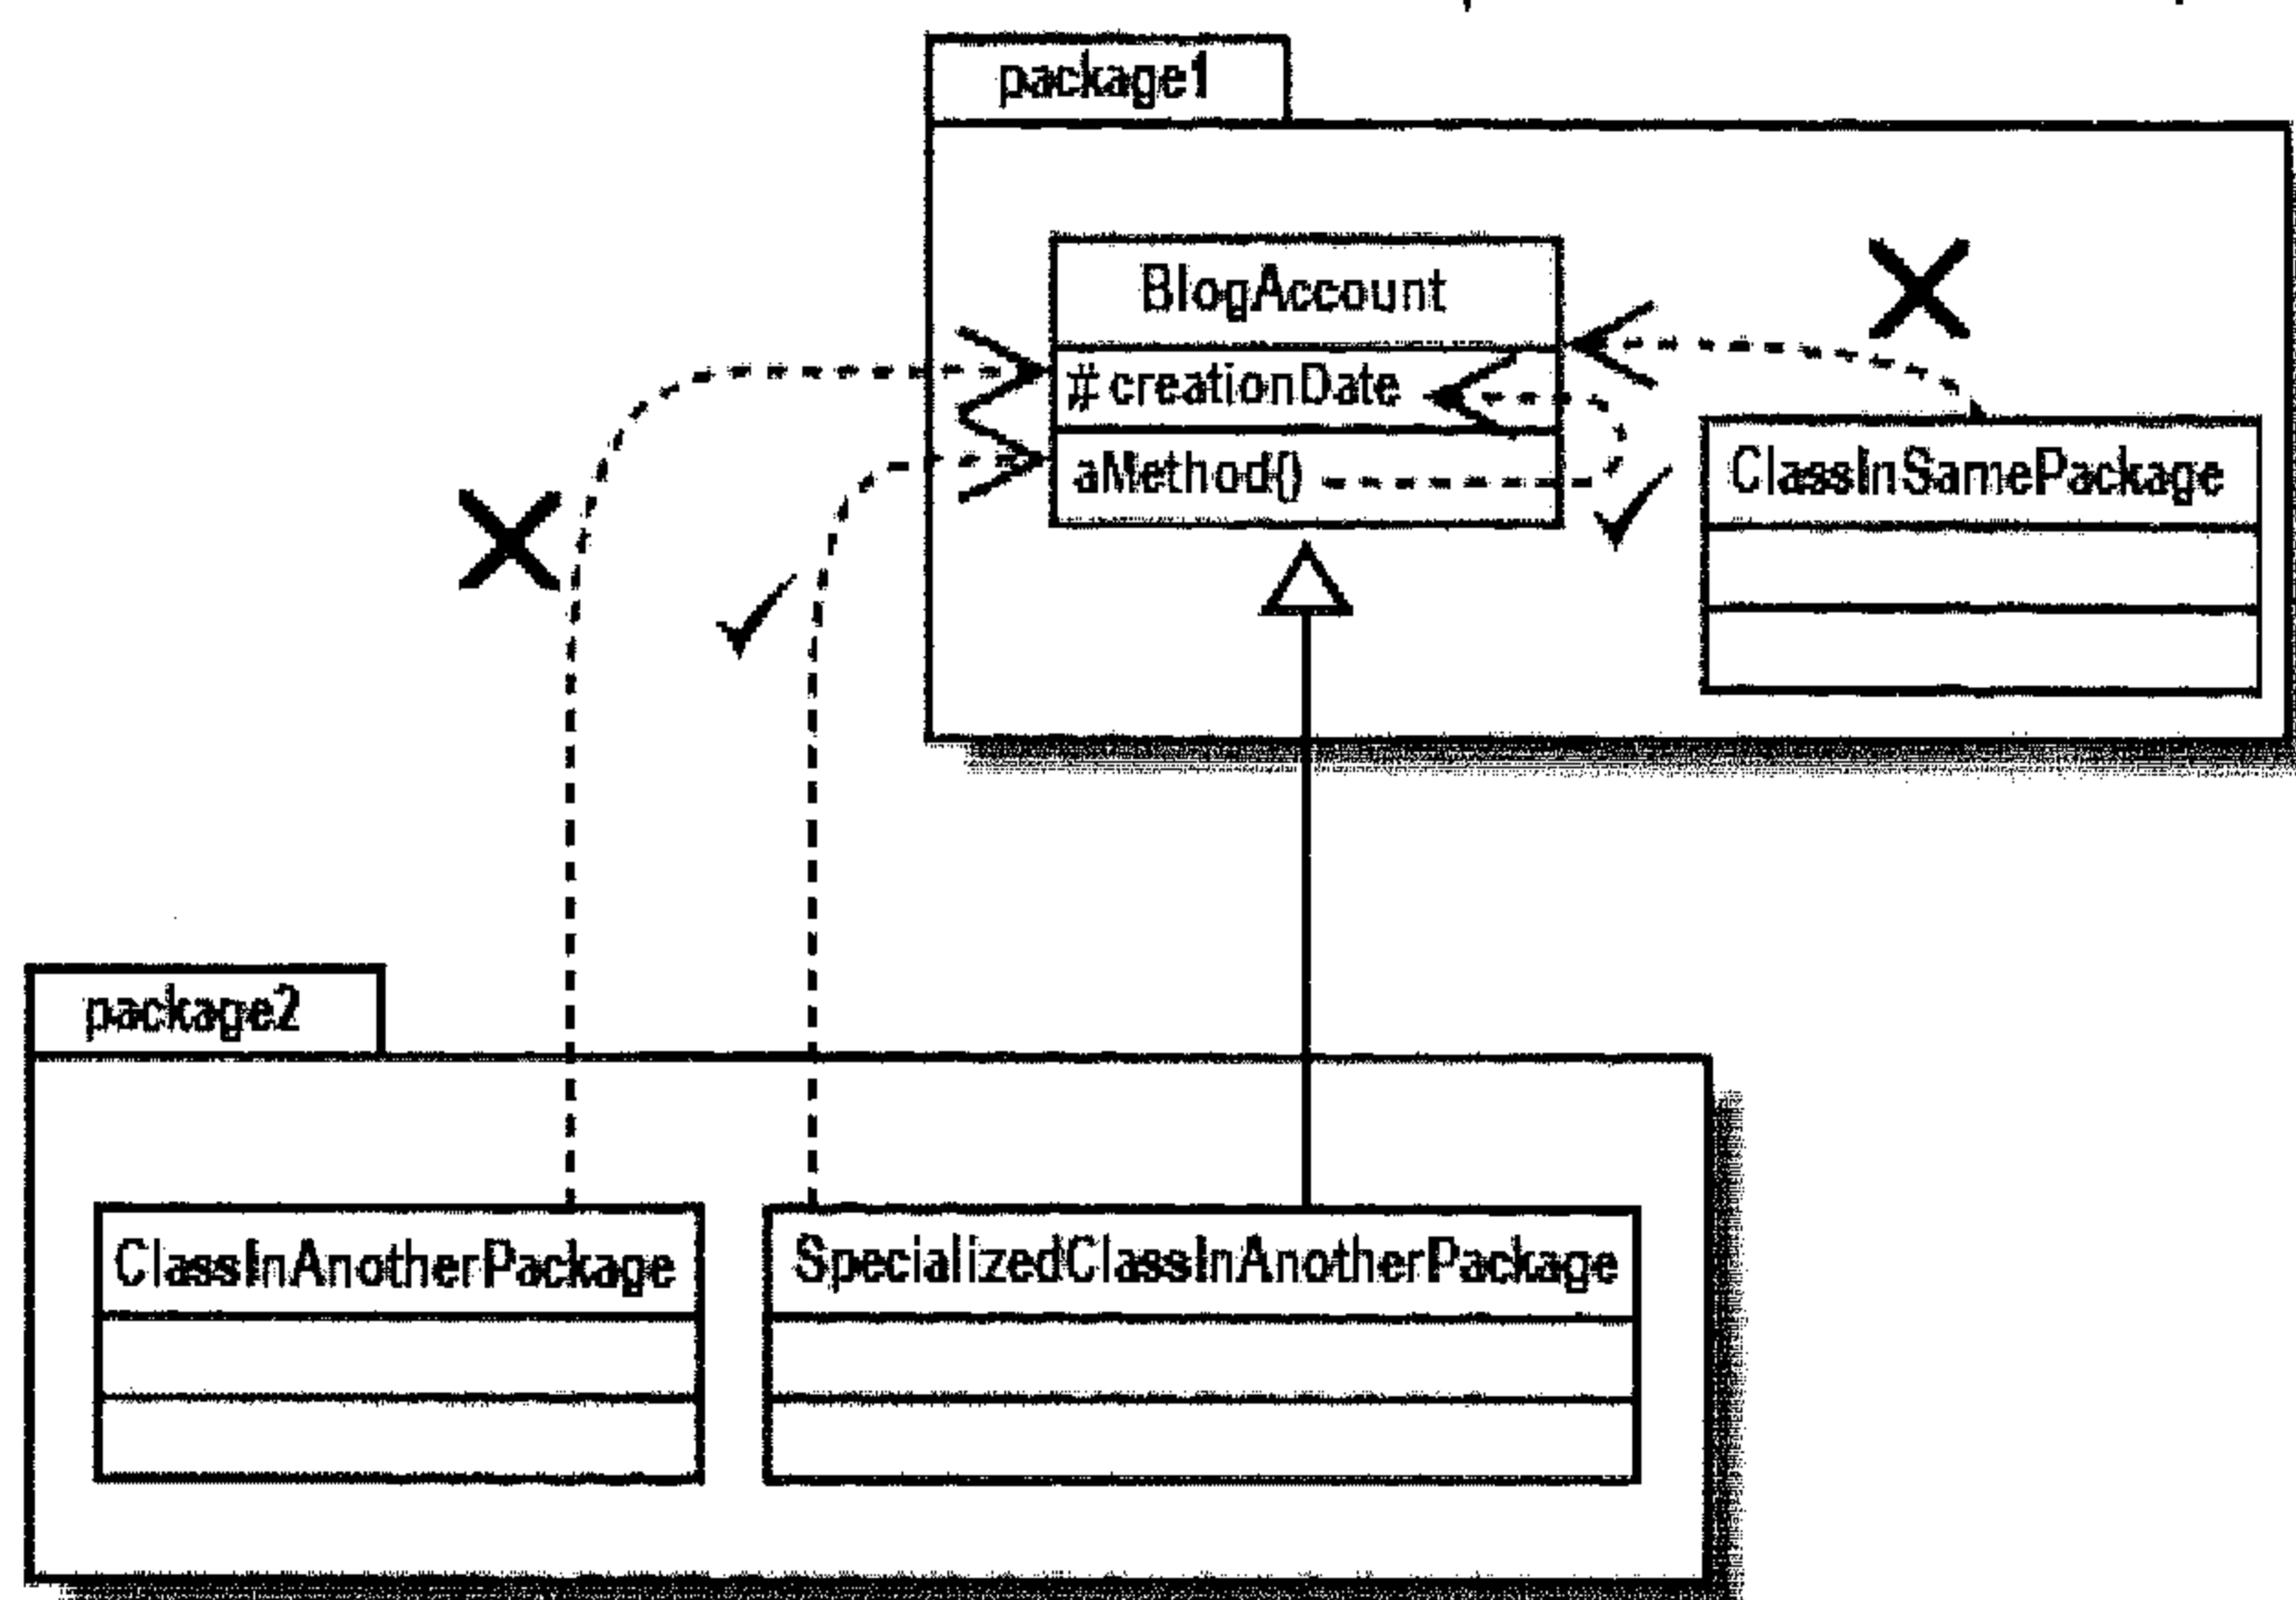 package1
BlogAccount
#creationDate
aMethod()
ClassInSamePackage
package2
ClassInAnotherPackage
SpecializedClassInAnotherPackage